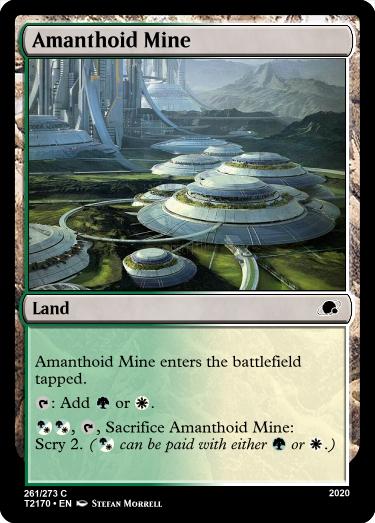 Amanthoid Mine
Land
Amanthoid Mine enters the battlefield
tapped.
: Add or .
, , Sacrifice Amanthoid Mine:
Scry 2. ( can be paid with either or .)
261/273 C
2020
T2170 • EN Stefan Morrell